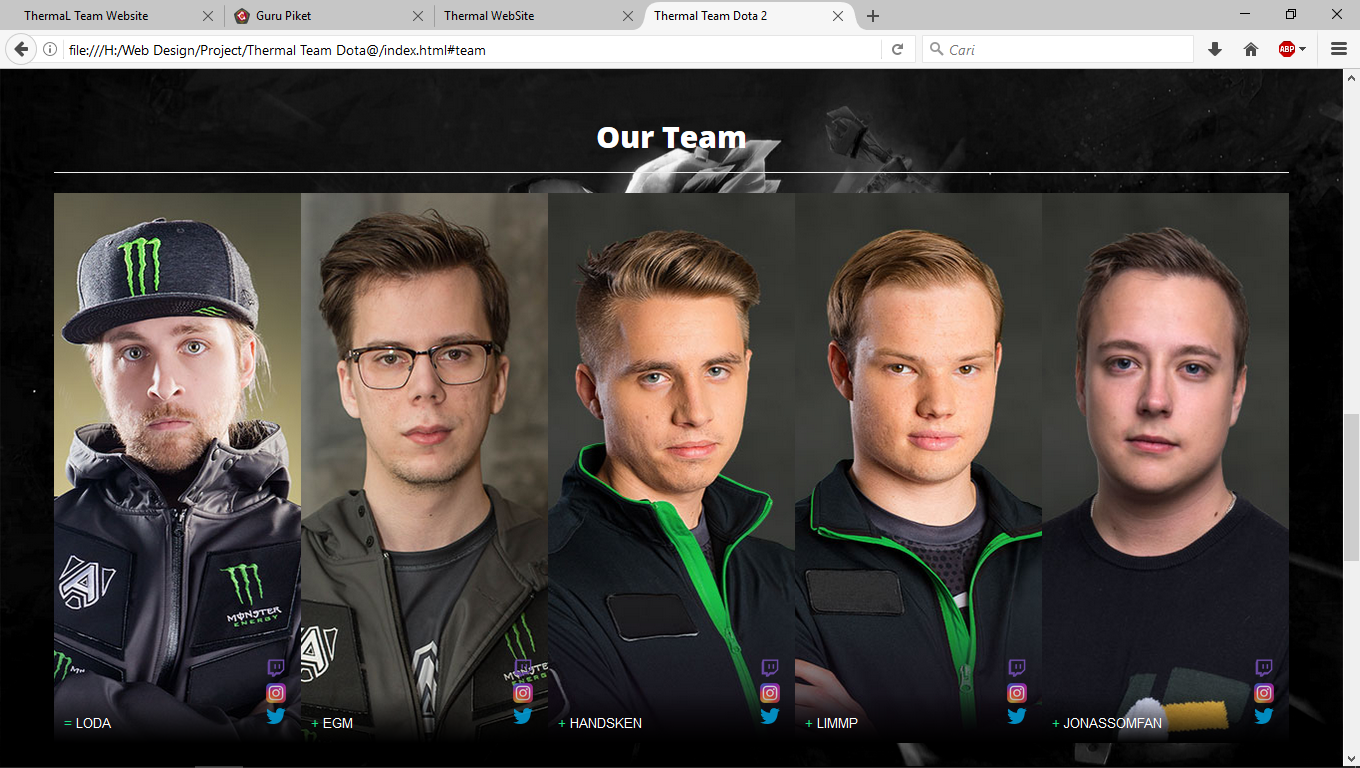 ThermaL Team Website
Guru Piket
Thermal WebSite
Thermal Team Dota 2
file:///H:/Web Design/Project/Thermal Team Dota@/index.html#team
Cari
ABP
Our Team
MONSTER
ENERGY
MONSTER
ENERGY
= LODA
+ EGM
+ HANDSKEN
+ LIMMP
+ JONASSOMFAN